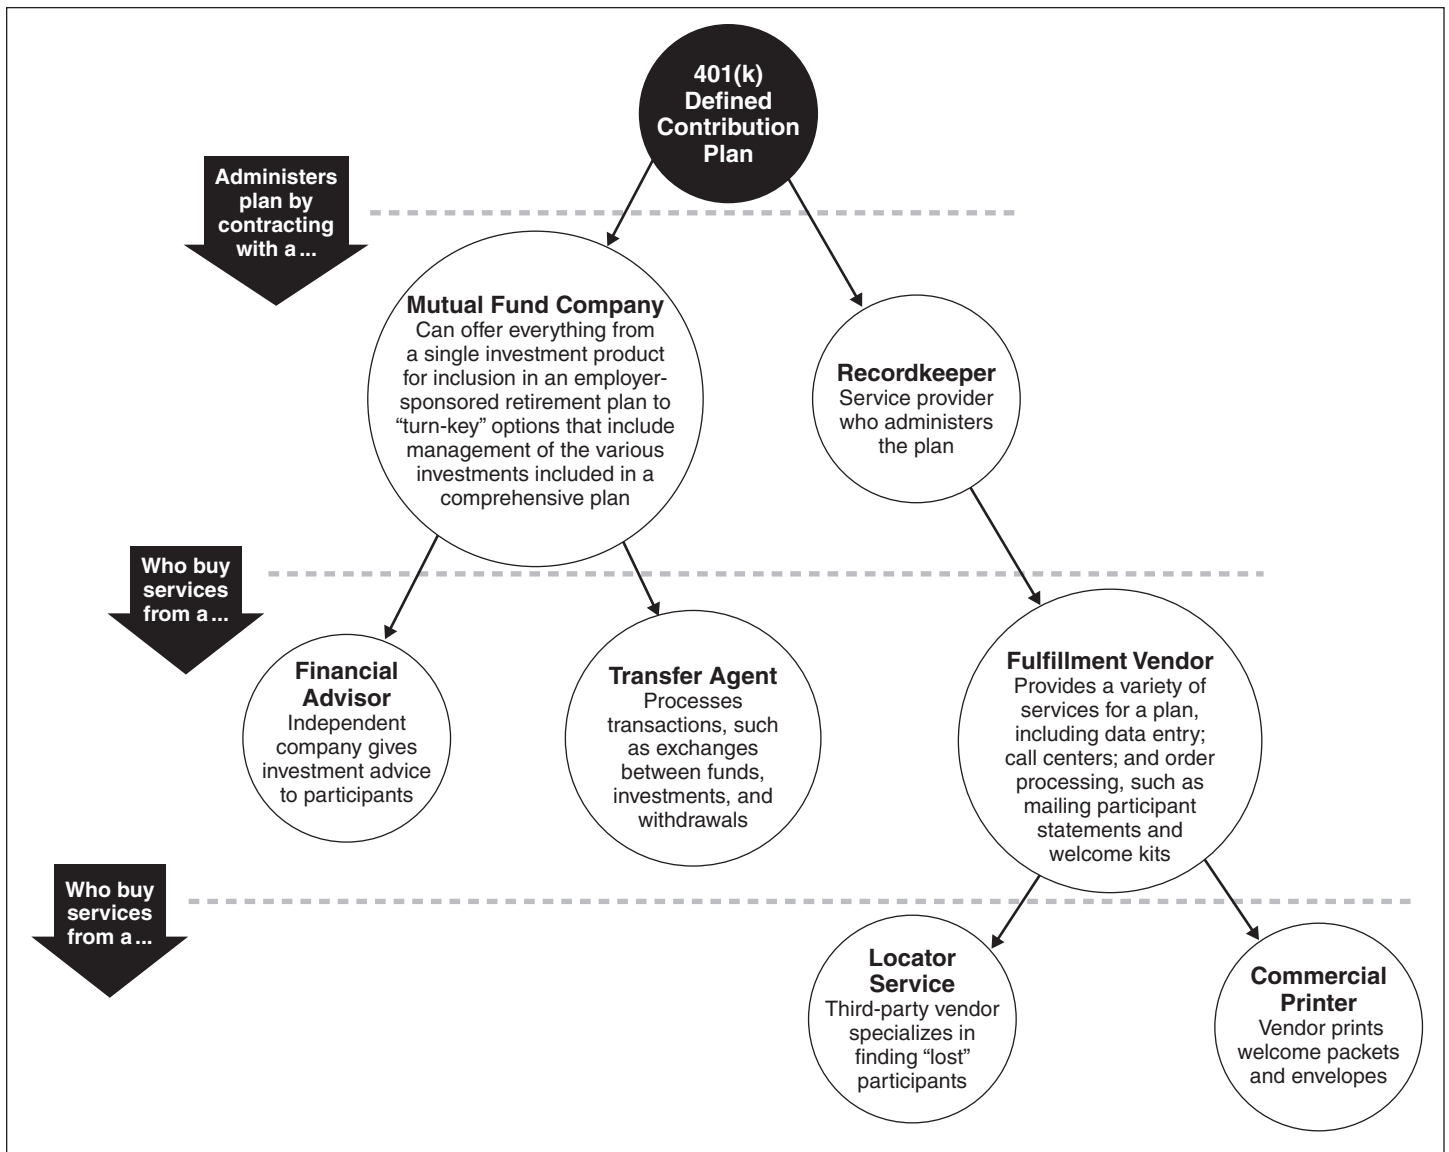 401(k)
Defined
Contribution
Plan
Administers
plan by
contracting
with a ...
Mutual Fund Company
Can offer everything from
a single investment product
for inclusion in an employer-
sponsored retirement plan to
“turn-key” options that include
management of the various
investments included in a
comprehensive plan
Recordkeeper
Service provider
who administers
the plan
Who buy
services
from a ...
Financial
Advisor
Independent
company gives
investment advice
to participants
Transfer Agent
Processes
transactions, such
as exchanges
between funds,
investments, and
withdrawals
Fulfillment Vendor
Provides a variety of
services for a plan,
including data entry;
call centers; and order
processing, such as
mailing participant
statements and
welcome kits
Who buy
services
from a ...
Locator
Service
Third-party vendor
specializes in
finding “lost”
participants
Commercial
Printer
Vendor prints
welcome packets
and envelopes